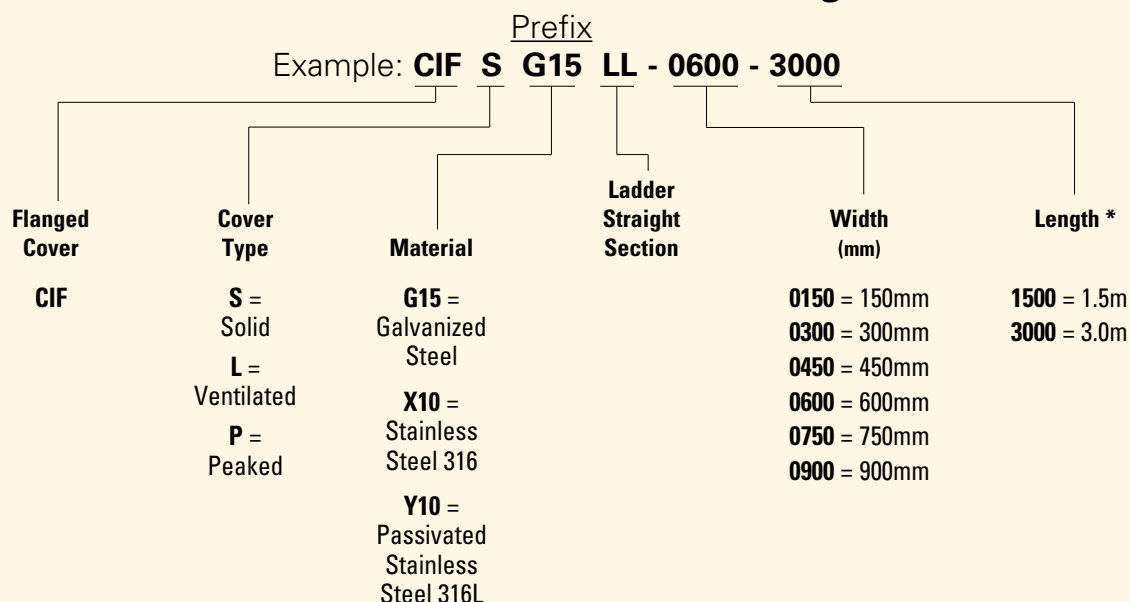 Prefix
Example: CIF S G15 LL - 0600 - 3000
Flanged
Cover
CIF
Cover
Type
S =
Solid
L =
Ventilated
P =
Peaked
Material
G15 =
Galvanized
Steel
X10 =
Stainless
Steel 316
Y10 =
Passivated
Stainless
Steel 316L
Ladder
Straight
Section
Width
(mm)
0150 = 150mm
0300 = 300mm
0450 = 450mm
0600 = 600mm
0750 = 750mm
0900 = 900mm
Length *
1500 = 1.5m
3000 = 3.0m